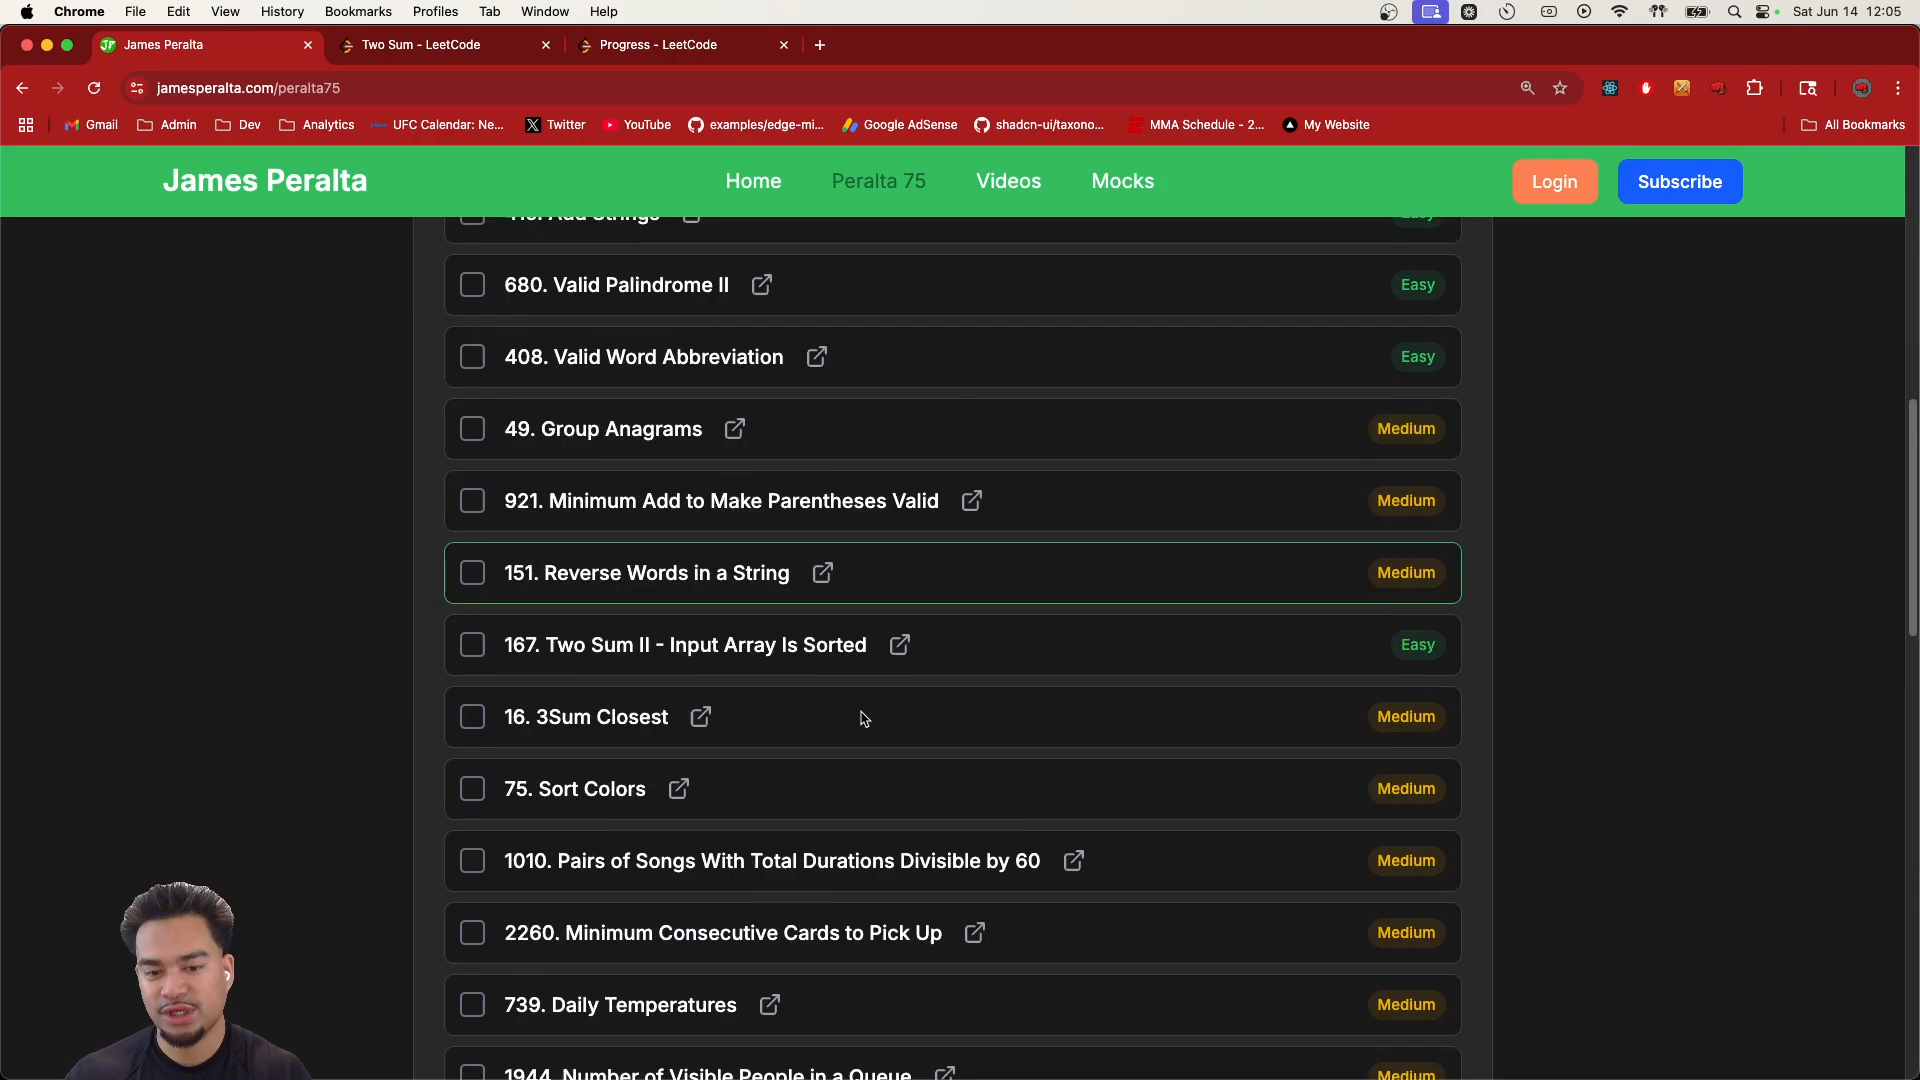 Chrome File Edit View History Bookmarks Profiles Tab Window Help Sat Jun 14 12:05
James Peralta Two Sum - LeetCode Progress - LeetCode
jamesperalta.com/peralta75
Gmail Admin Dev Analytics UFC Calendar: Ne... Twitter YouTube examples/edge-mi... Google AdSense shadcn-ui/taxono... MMA Schedule - 2... My Website All Bookmarks
James Peralta Home Peralta 75 Videos Mocks Login Subscribe
Add Strings Easy
680. Valid Palindrome II Easy
408. Valid Word Abbreviation Easy
49. Group Anagrams Medium
921. Minimum Add to Make Parentheses Valid Medium
151. Reverse Words in a String Medium
167. Two Sum II - Input Array Is Sorted Easy
16. 3Sum Closest Medium
75. Sort Colors Medium
1010. Pairs of Songs With Total Durations Divisible by 60 Medium
2260. Minimum Consecutive Cards to Pick Up Medium
739. Daily Temperatures Medium
1944. Number of Visible People in a Queue Medium